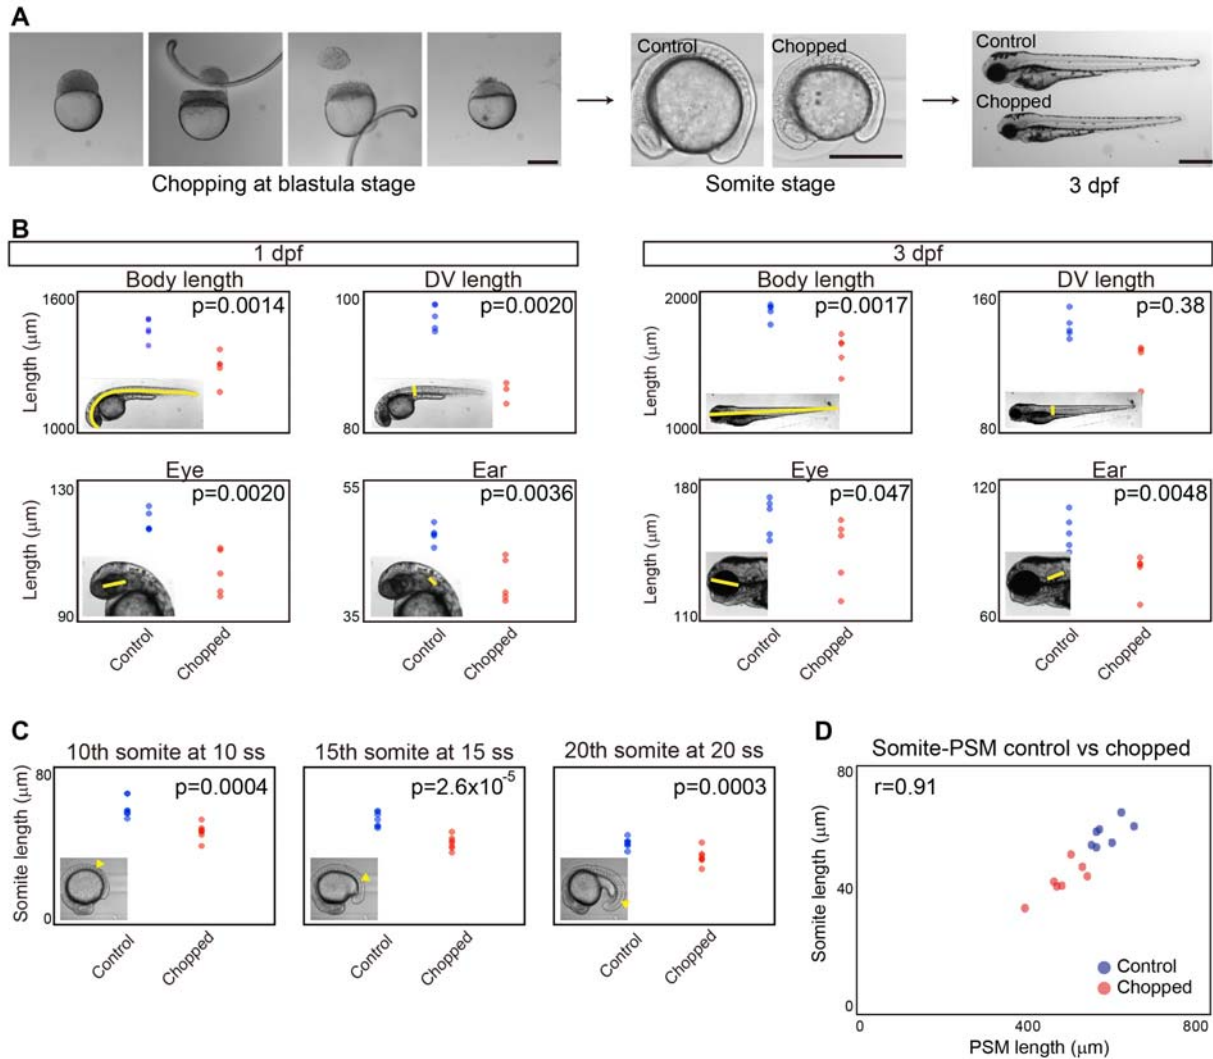 A
Control
Chopped
Control
Chopped
Chopping at blastula stage
Somite stage
3 dpf
B
1 dpf
Body length
DV length
1600
p=0.0014
Length (μm)
1000
100
p=0.0020
80
Eye
Ear
130
p=0.0020
Length (μm)
90
55
p=0.0036
35
Control
Chopped
Control
Chopped
3 dpf
Body length
DV length
2000
p=0.0017
Length (μm)
1000
160
p=0.38
80
Eye
Ear
180
p=0.047
Length (μm)
110
120
p=0.0048
60
Control
Chopped
Control
Chopped
C
10th somite at 10 ss
15th somite at 15 ss
20th somite at 20 ss
80
Somite length (μm)
0
p=0.0004
p=2.6x10-5
p=0.0003
Control
Chopped
Control
Chopped
Control
Chopped
D
Somite-PSM control vs chopped
80
r=0.91
Somite length (μm)
40
0
Control
Chopped
0
400
800
PSM length (μm)